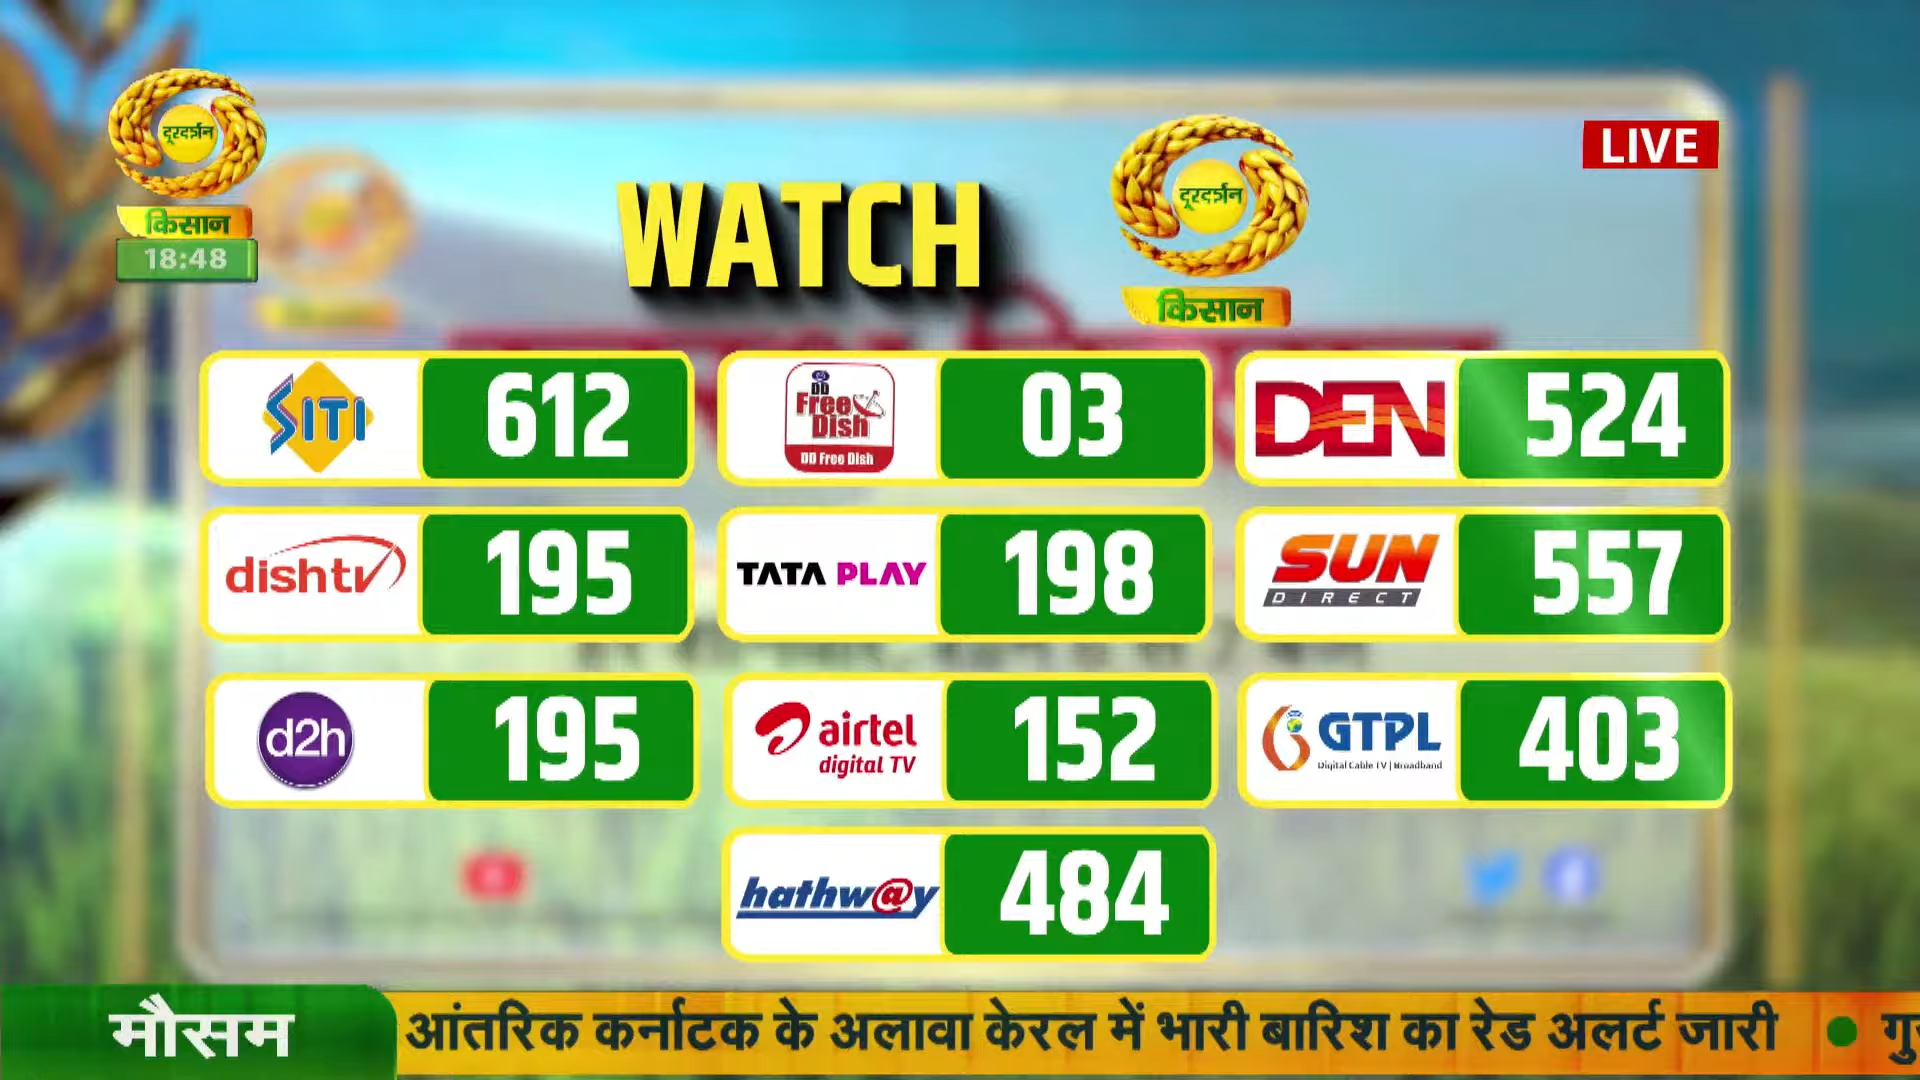 दूरदर्शन
किसान
18:48
WATCH
दूरदर्शन
किसान
LIVE
SITI 612
DD Free Dish DD Free Dish 03
DEN 524
dishtv 195
TATA PLAY 198
SUN DIRECT 557
d2h 195
airtel digital TV 152
GTPL Digital Cable TV | Broadband 403
hathw@y 484
मौसम
आंतरिक कर्नाटक के अलावा केरल में भारी बारिश का रेड अलर्ट जारी